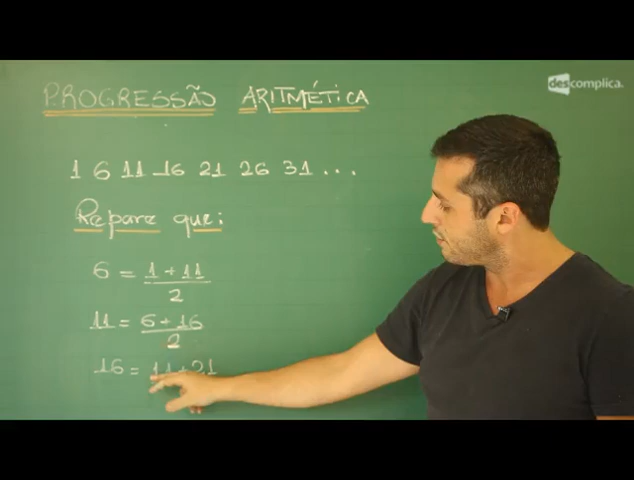 descomplica.
PROGRESSÃO ARITMÉTICA
1 6 11 16 21 26 31 ...
Repare que:
6 = 1 + 11
2
11 = 6 + 16
2
16 = 11 + 21